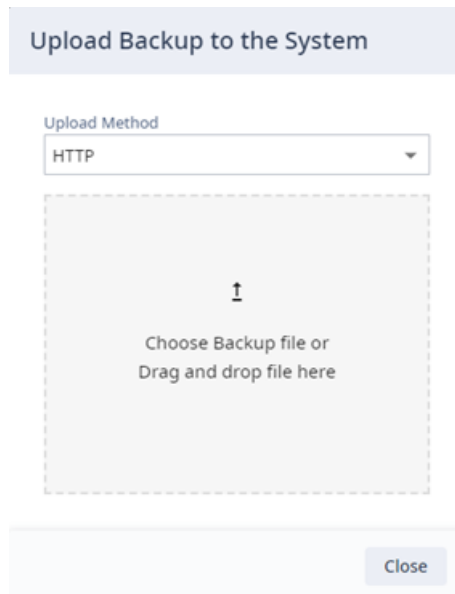 Upload Backup to the System
Upload Method
HTTP
Choose Backup file or
Drag and drop file here
Close